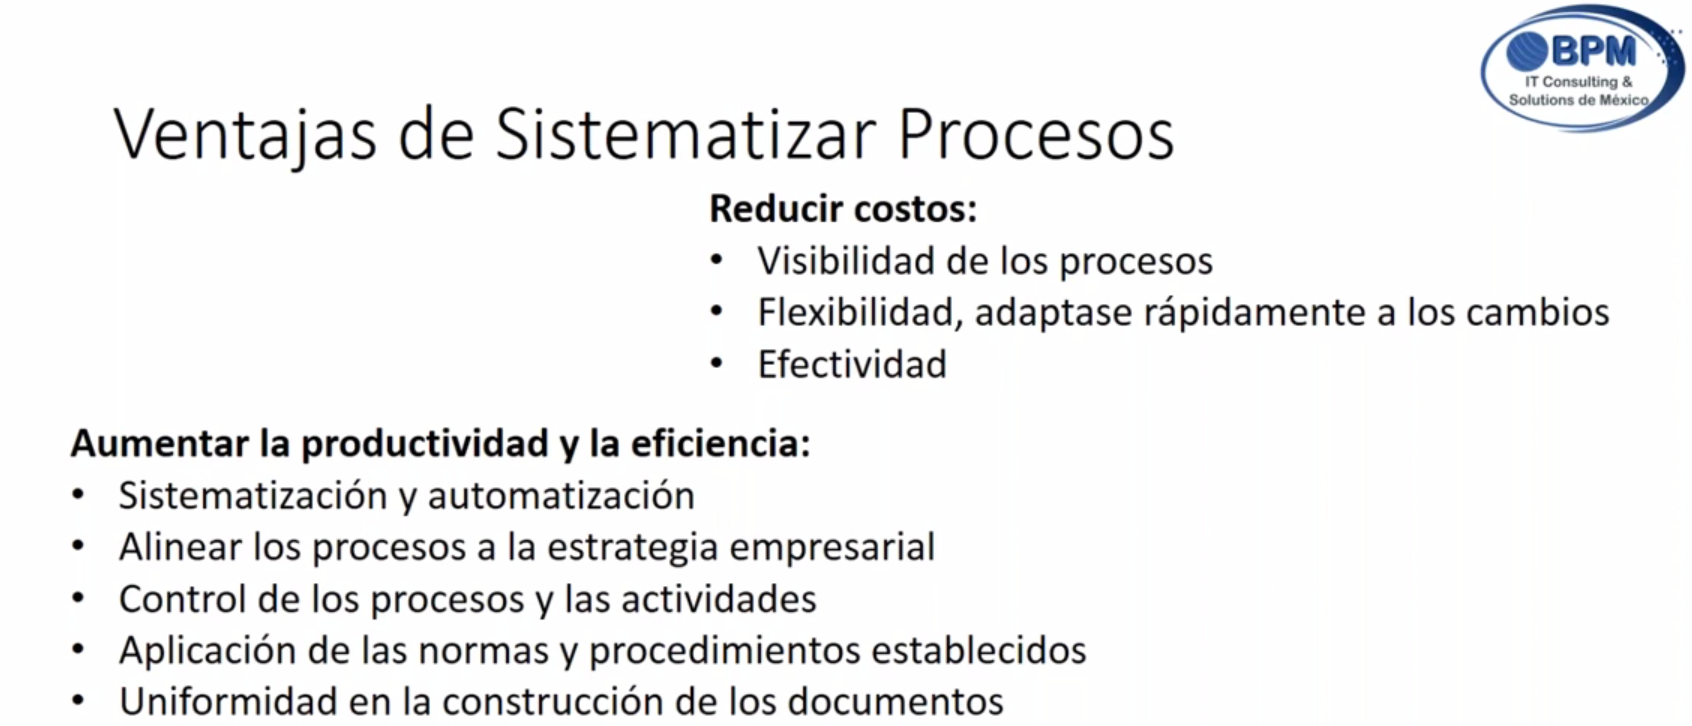 BPM
IT Consulting &
Solutions de México
Ventajas de Sistematizar Procesos
Reducir costos:
• Visibilidad de los procesos
• Flexibilidad, adaptase rápidamente a los cambios
• Efectividad
Aumentar la productividad y la eficiencia:
• Sistematización y automatización
• Alinear los procesos a la estrategia empresarial
• Control de los procesos y las actividades
• Aplicación de las normas y procedimientos establecidos
• Uniformidad en la construcción de los documentos